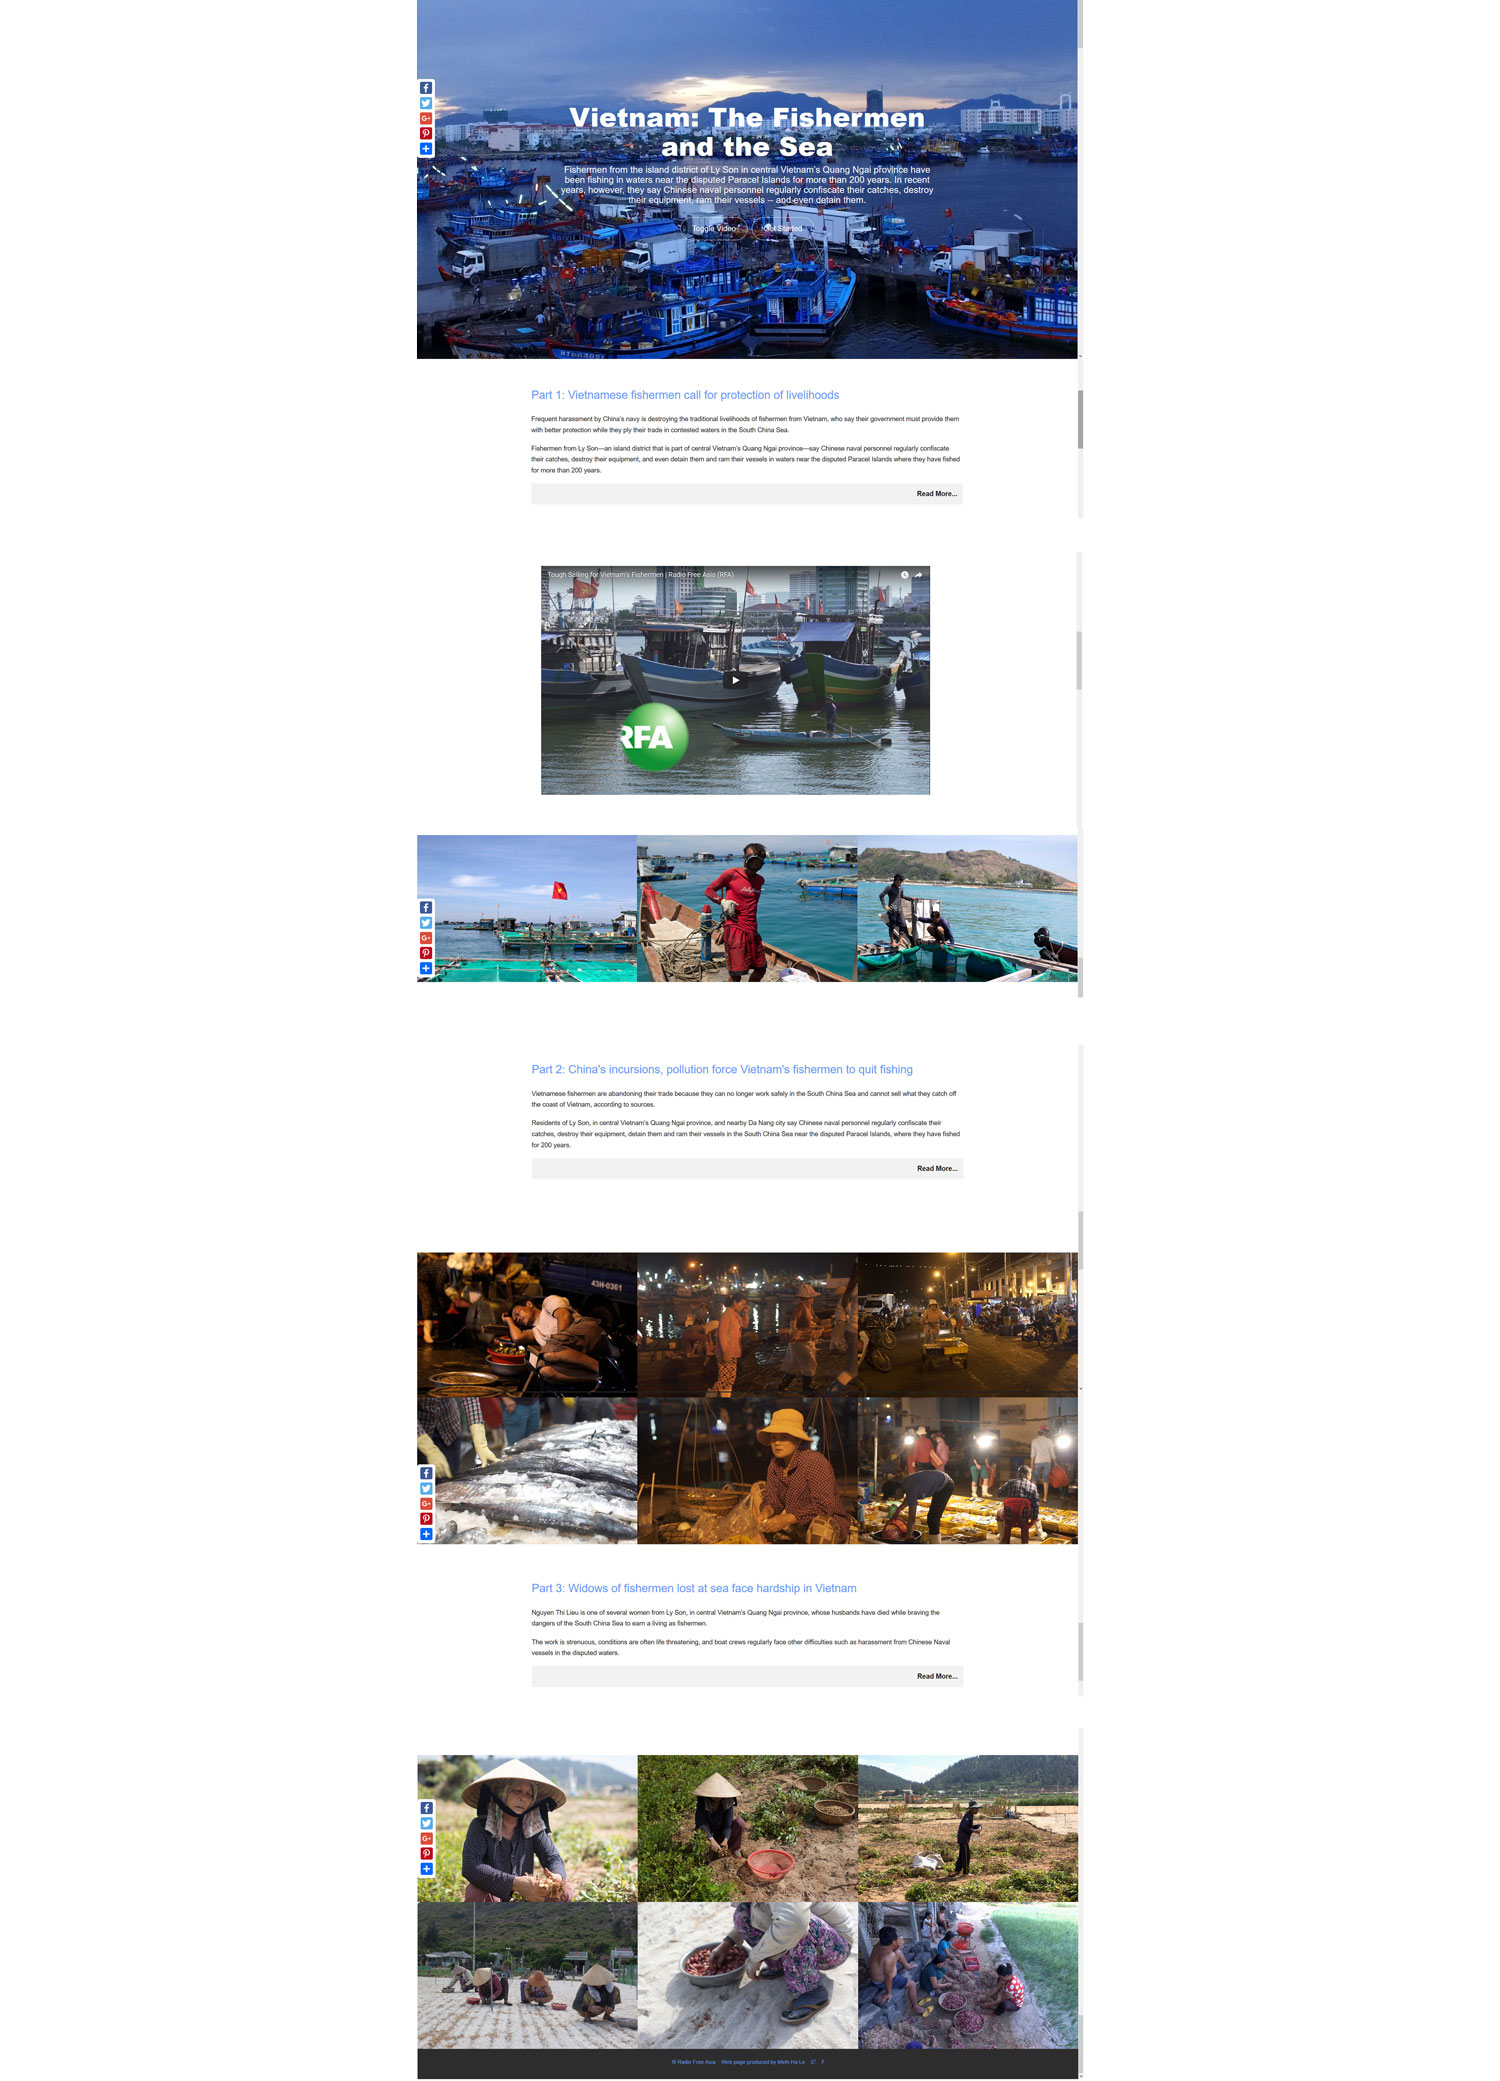 Vietnam: The Fishermen
and the Sea
Fishermen from the island district of Ly Son in central Vietnam's Quang Ngai province have
been fishing in waters near the disputed Paracel Islands for more than 200 years. In recent
years, however, they say Chinese naval personnel regularly confiscate their catches, destroy
their equipment, ram their vessels -- and even detain them.
Toggle Video Get Started
Part 1: Vietnamese fishermen call for protection of livelihoods
Frequent harassment by China's navy is destroying the traditional livelihoods of fishermen from Vietnam, who say their government must provide them
with better protection while they ply their trade in contested waters in the South China Sea.
Fishermen from Ly Son—an island district that is part of central Vietnam's Quang Ngai province—say Chinese naval personnel regularly confiscate
their catches, destroy their equipment, and even detain them and ram their vessels in waters near the disputed Paracel Islands where they have fished
for more than 200 years.
Read More...
Tough Sailing for Vietnam's Fishermen | Radio Free Asia (RFA)
RFA
Part 2: China's incursions, pollution force Vietnam's fishermen to quit fishing
Vietnamese fishermen are abandoning their trade because they can no longer work safely in the South China Sea and cannot sell what they catch off
the coast of Vietnam, according to sources.
Residents of Ly Son, in central Vietnam's Quang Ngai province, and nearby Da Nang city say Chinese naval personnel regularly confiscate their
catches, destroy their equipment, detain them and ram their vessels in the South China Sea near the disputed Paracel Islands, where they have fished
for 200 years.
Read More...
43H-0361
Part 3: Widows of fishermen lost at sea face hardship in Vietnam
Nguyen Thi Lieu is one of several women from Ly Son, in central Vietnam's Quang Ngai province, whose husbands have died while braving the
dangers of the South China Sea to earn a living as fishermen.
The work is strenuous, conditions are often life threatening, and boat crews regularly face other difficulties such as harassment from Chinese Naval
vessels in the disputed waters.
Read More...
© Radio Free Asia Web page produced by Minh-Ha Le